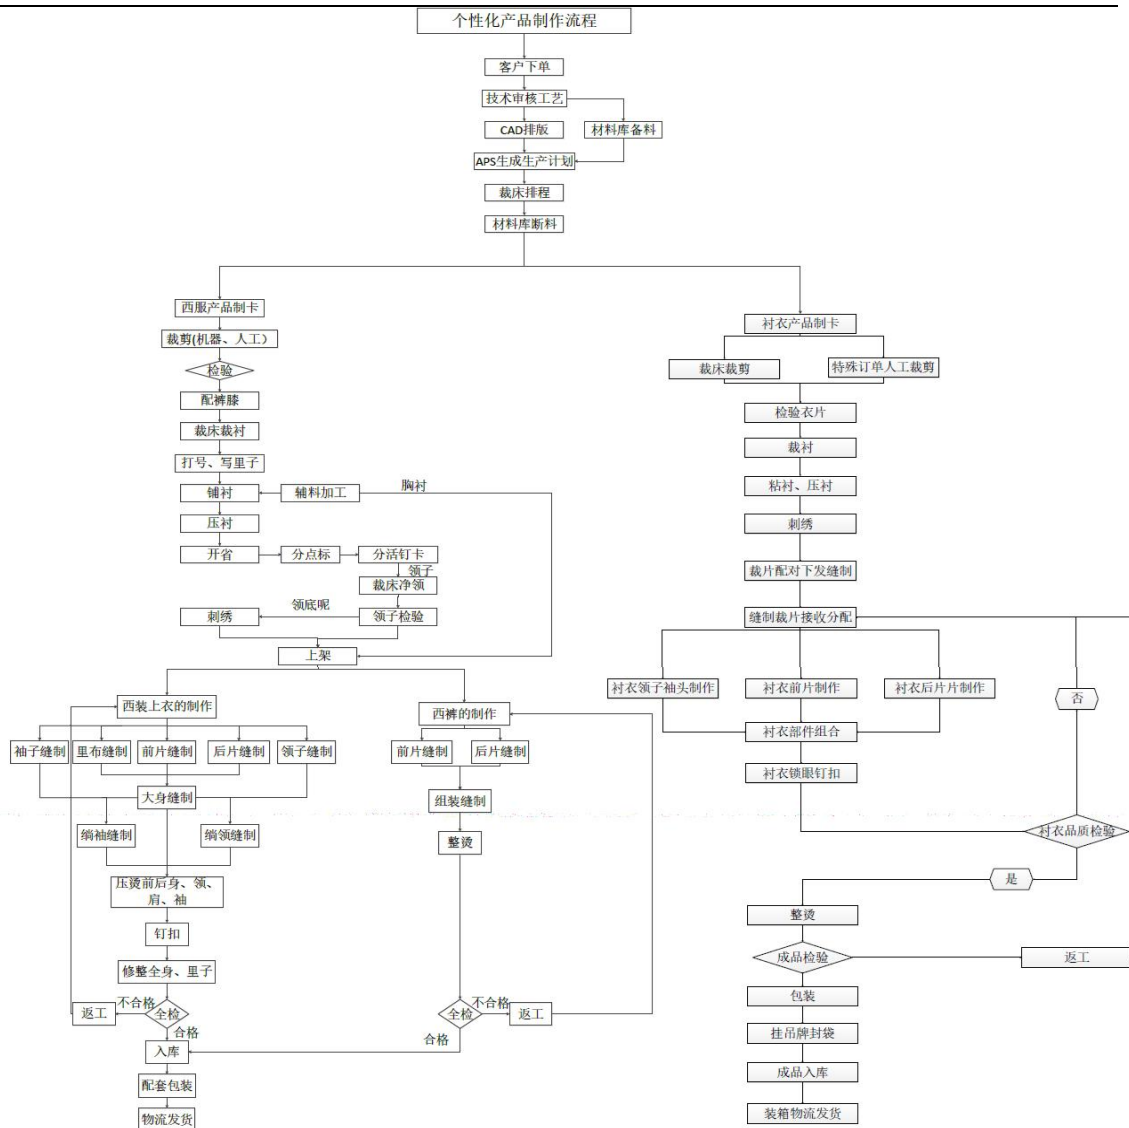 个性化产品制作流程
客户下单
技术审核工艺
CAD排版
材料库备料
APS生成生产计划
裁床排程
材料库断料
西服产品制卡
裁剪(机器、人工）
检验
配裤膝
裁床裁衬
打号、写里子
铺衬
辅料加工
胸衬
压衬
开省
分点标
分活钉卡
领子
裁床净领
刺绣
领底呢
领子检验
上架
西装上衣的制作
袖子缝制
里布缝制
前片缝制
后片缝制
领子缝制
大身缝制
绱袖缝制
绱领缝制
压烫前后身、领、
肩、袖
钉扣
修整全身、里子
返工
不合格
全检
合格
入库
配套包装
物流发货
西裤的制作
前片缝制
后片缝制
组装缝制
整烫
全检
不合格
返工
合格
衬衣产品制卡
裁床裁剪
特殊订单人工裁剪
检验衣片
裁衬
粘衬、压衬
刺绣
裁片配对下发缝制
缝制裁片接收分配
衬衣领子袖头制作
衬衣前片制作
衬衣后片片制作
否
衬衣部件组合
衬衣锁眼钉扣
衬衣品质检验
是
整烫
成品检验
返工
包装
挂吊牌封袋
成品入库
装箱物流发货